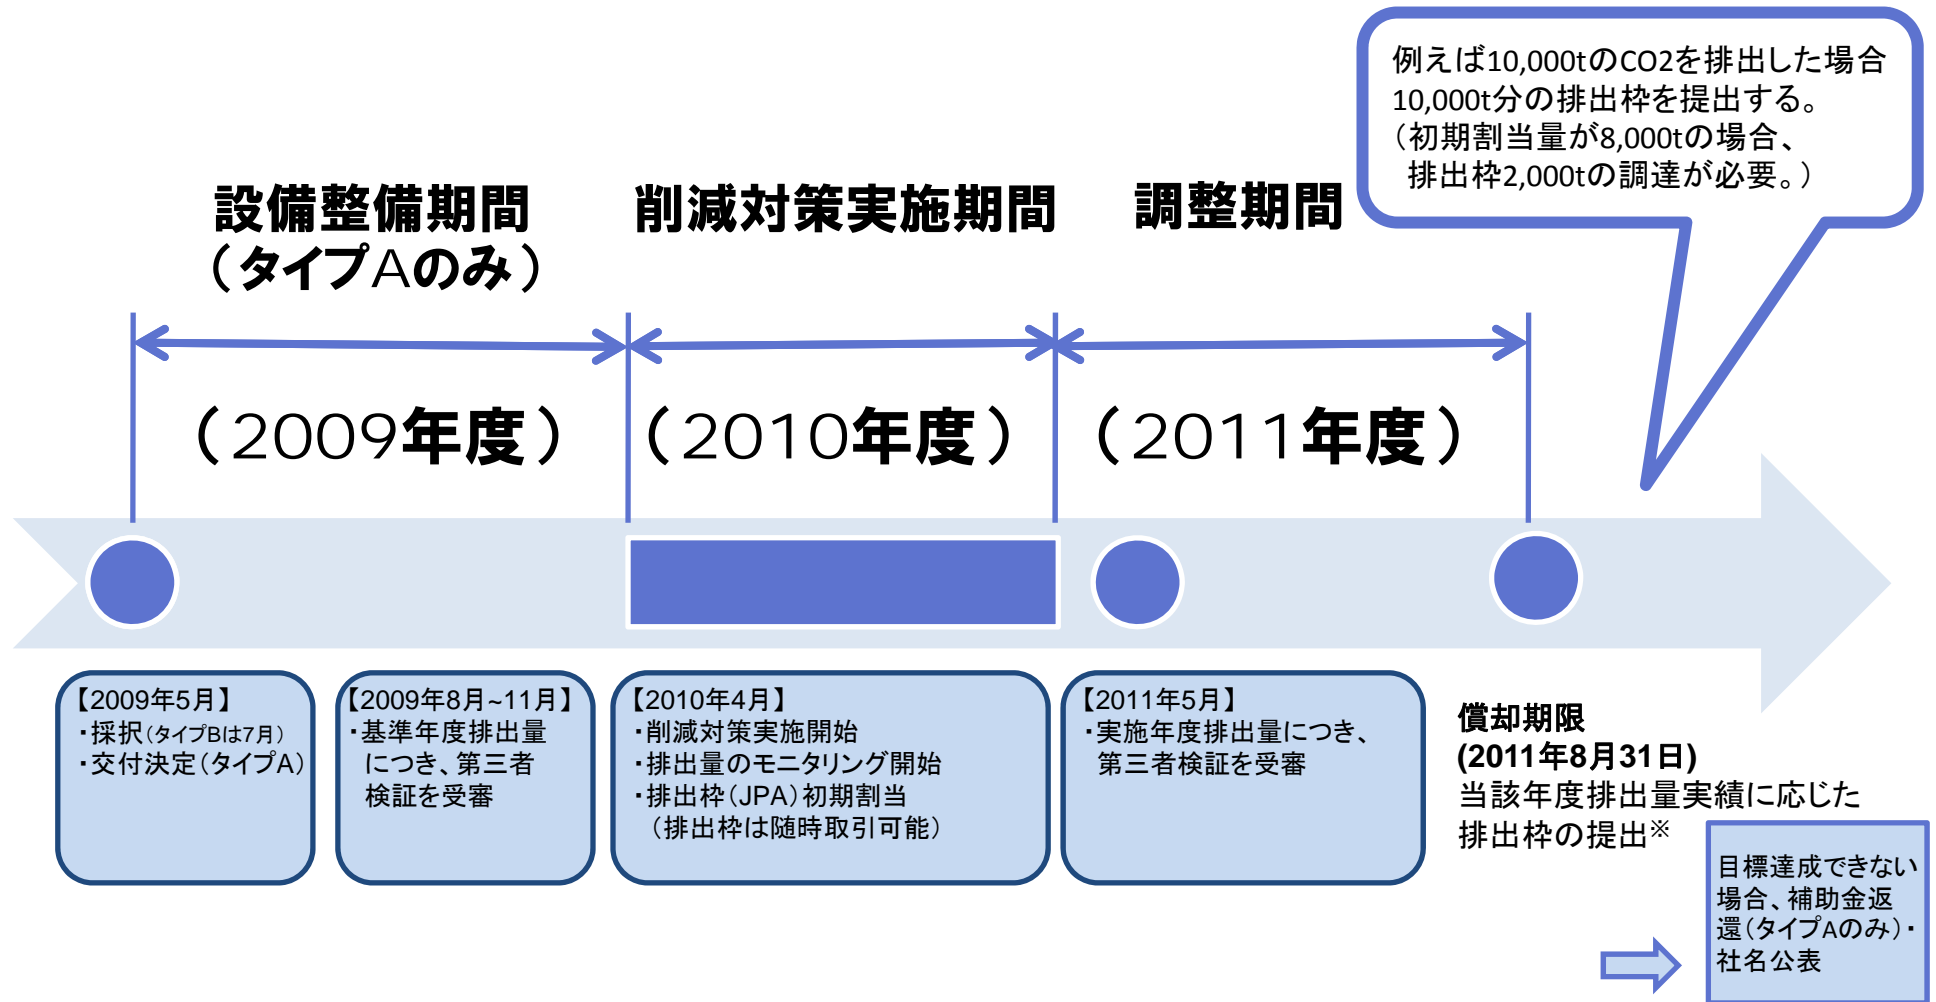 例えば10,000tのCO2を排出した場合
10,000t分の排出枠を提出する。
（初期割当量が8,000tの場合、
排出枠2,000tの調達が必要。）
設備整備期間
（タイプAのみ）
削減対策実施期間
調整期間
（2009年度）
（2010年度）
（2011年度）
【2009年5月】
・採択（タイプBは7月）
・交付決定（タイプA）
【2009年8月~11月】
・基準年度排出量
につき、第三者
検証を受審
【2010年4月】
・削減対策実施開始
・排出量のモニタリング開始
・排出枠（JPA）初期割当
（排出枠は随時取引可能）
【2011年5月】
・実施年度排出量につき、
第三者検証を受審
償却期限
(2011年8月31日)
当該年度排出量実績に応じた
排出枠の提出※
目標達成できない
場合、補助金返
還（タイプAのみ）・
社名公表